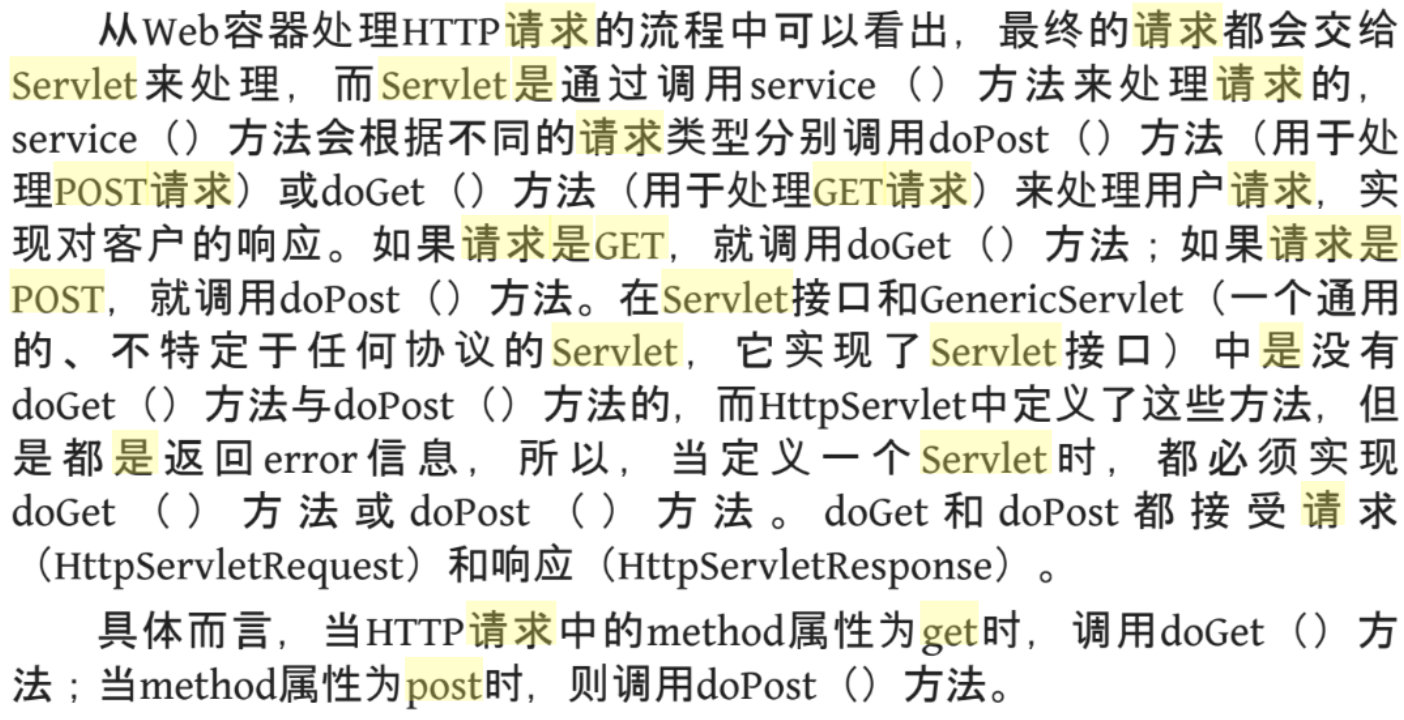 从Web容器处理HTTP请求的流程中可以看出，最终的请求都会交给
Servlet来处理，而Servlet是通过调用service（）方法来处理请求的，
service（）方法会根据不同的请求类型分别调用doPost（）方法（用于处
理POST请求）或doGet（）方法（用于处理GET请求）来处理用户请求，实
现对客户的响应。如果请求是GET，就调用doGet（）方法；如果请求是
POST，就调用doPost（）方法。在Servlet接口和GenericServlet（一个通用
的、不特定于任何协议的Servlet，它实现了Servlet接口）中是没有
doGet（）方法与doPost（）方法的，而HttpServlet中定义了这些方法，但
是都是返回error信息，所以，当定义一个Servlet时，都必须实现
doGet（）方法或doPost（）方法。doGet和doPost都接受请求
（HttpServletRequest）和响应（HttpServletResponse）。
具体而言，当HTTP请求中的method属性为get时，调用doGet（）方
法；当method属性为post时，则调用doPost（）方法。